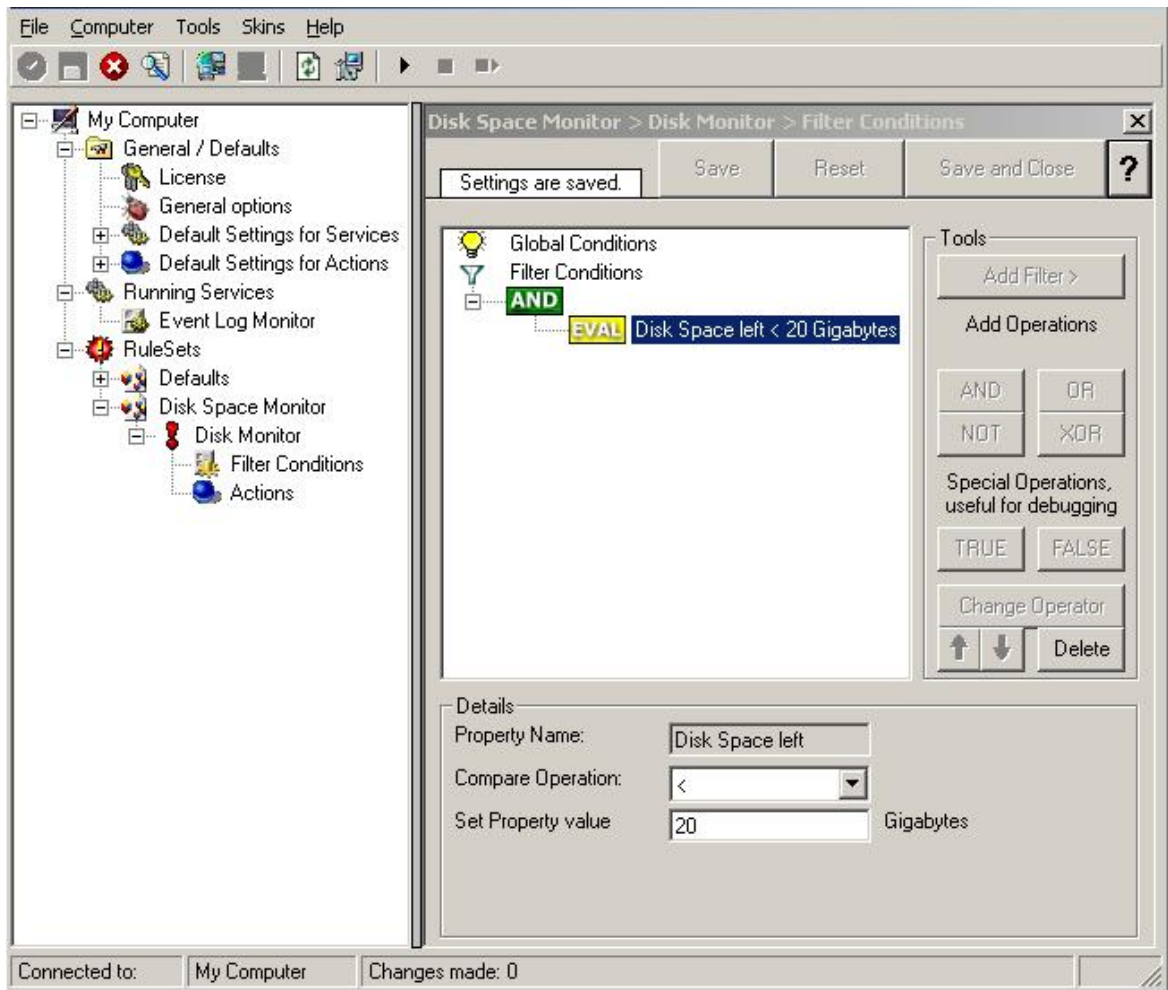 File Computer Tools Skins Help
My Computer
General / Defaults
License
General options
Default Settings for Services
Default Settings for Actions
Running Services
Event Log Monitor
RuleSets
Defaults
Disk Space Monitor
Disk Monitor
Filter Conditions
Actions
Disk Space Monitor > Disk Monitor > Filter Conditions
Settings are saved. Save Reset Save and Close ?
Global Conditions
Filter Conditions
AND
EVAL Disk Space left < 20 Gigabytes
Tools
Add Filter >
Add Operations
AND OR
NOT XOR
Special Operations,
useful for debugging
TRUE FALSE
Change Operator
Delete
Details
Property Name: Disk Space left
Compare Operation: <
Set Property value 20 Gigabytes
Connected to: My Computer Changes made: 0